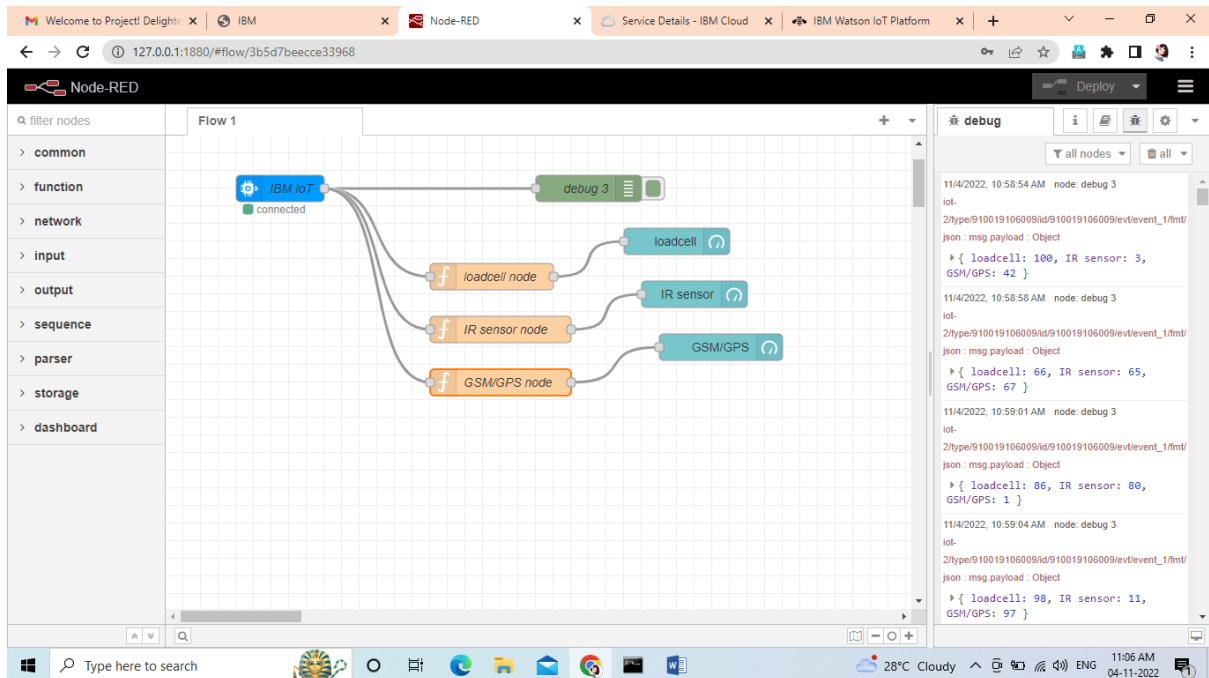 Welcome to Project! Delighte
IBM
Node-RED
Service Details - IBM Cloud
IBM Watson IoT Platform
127.0.0.1:1880/#flow/3b5d7beecce33968
Node-RED
Deploy
filter nodes
Flow 1
debug
i
all nodes
all
common
function
network
input
output
sequence
parser
storage
dashboard
IBM IoT
connected
debug 3
loadcell
f loadcell node
IR sensor
f IR sensor node
GSM/GPS
f GSM/GPS node
11/4/2022, 10:58:54 AM node: debug 3
iot-
2/type/910019106009/id/910019106009/evt/event_1/fmt/
json : msg.payload : Object
{ loadcell: 100, IR sensor: 3,
GSM/GPS: 42 }
11/4/2022, 10:58:58 AM node: debug 3
iot-
2/type/910019106009/id/910019106009/evt/event_1/fmt/
json : msg.payload : Object
{ loadcell: 66, IR sensor: 65,
GSM/GPS: 67 }
11/4/2022, 10:59:01 AM node: debug 3
iot-
2/type/910019106009/id/910019106009/evt/event_1/fmt/
json : msg.payload : Object
{ loadcell: 86, IR sensor: 80,
GSM/GPS: 1 }
11/4/2022, 10:59:04 AM node: debug 3
iot-
2/type/910019106009/id/910019106009/evt/event_1/fmt/
json : msg.payload : Object
{ loadcell: 98, IR sensor: 11,
GSM/GPS: 97 }
Type here to search
28°C Cloudy
ENG
11:06 AM
04-11-2022